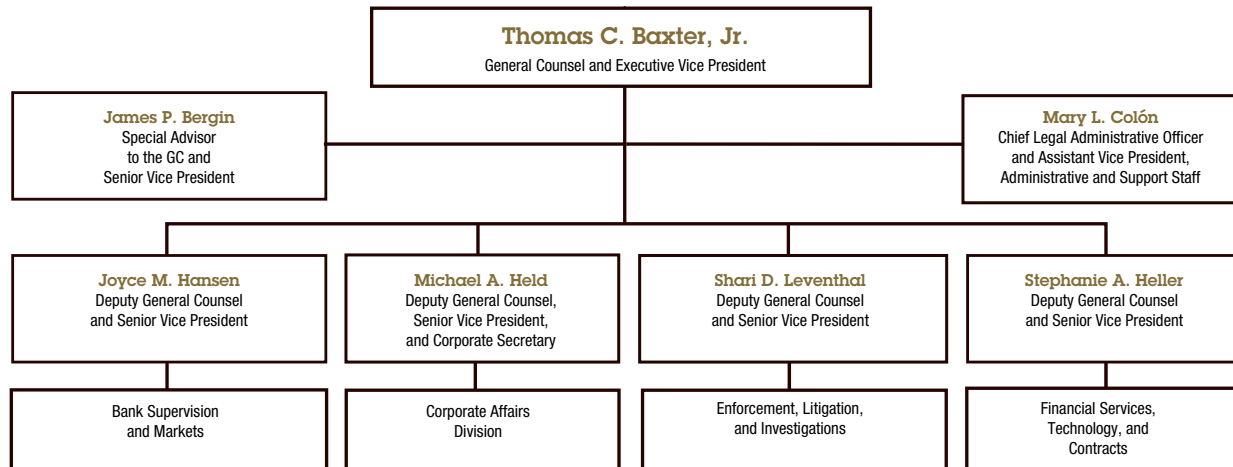 Thomas C. Baxter, Jr.
General Counsel and Executive Vice President
James P. Bergin
Special Advisor
to the GC and
Senior Vice President
Mary L. Colón
Chief Legal Administrative Officer
and Assistant Vice President,
Administrative and Support Staff
Joyce M. Hansen
Deputy General Counsel
and Senior Vice President
Michael A. Held
Deputy General Counsel,
Senior Vice President,
and Corporate Secretary
Shari D. Leventhal
Deputy General Counsel
and Senior Vice President
Stephanie A. Heller
Deputy General Counsel
and Senior Vice President
Bank Supervision
and Markets
Corporate Affairs
Division
Enforcement, Litigation,
and Investigations
Financial Services,
Technology, and
Contracts